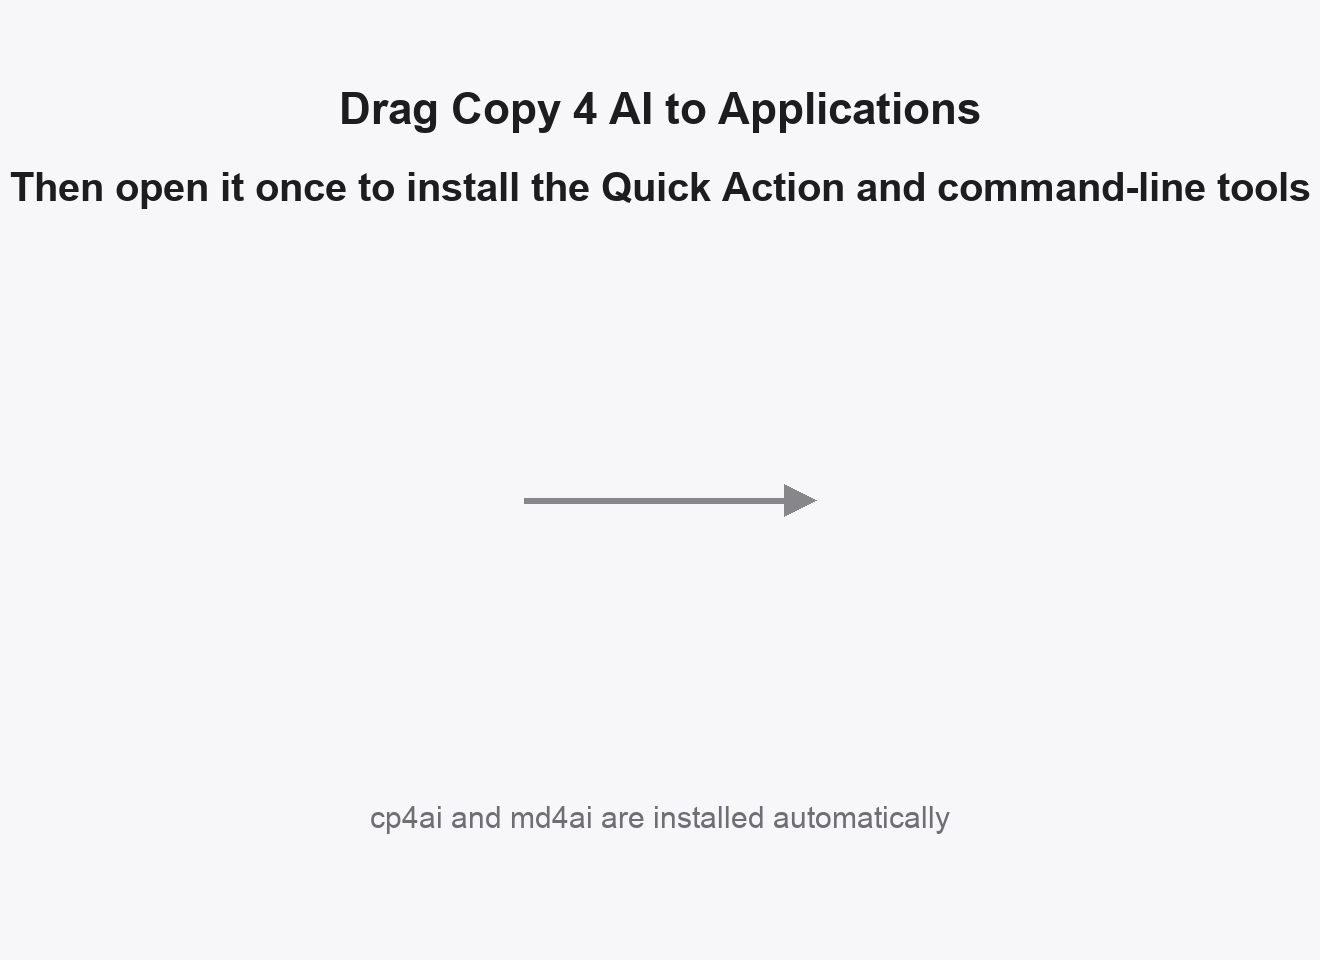 Drag Copy 4 AI to Applications
Then open it once to install the Quick Action and command-line tools
cp4ai and md4ai are installed automatically